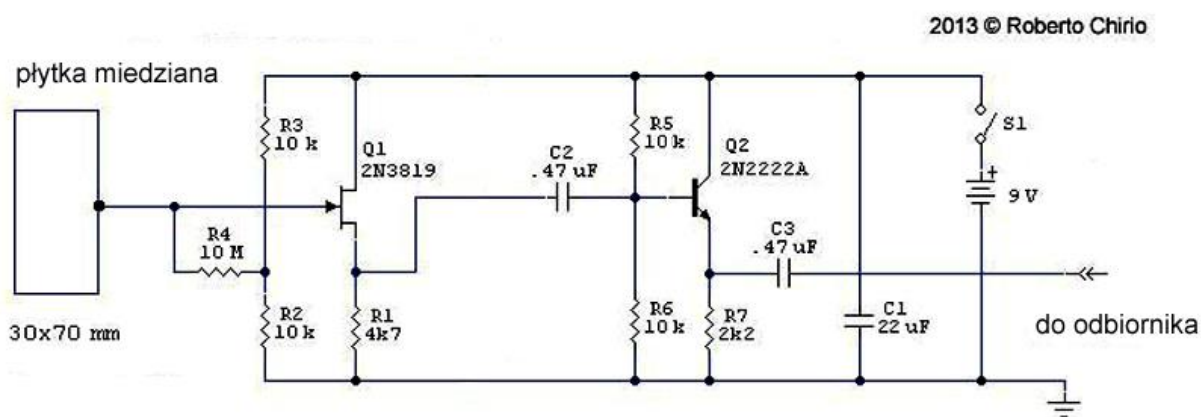 2013 © Roberto Chirio
płytka miedziana
R3
10 k
Q1
2N3819
C2
.47 uF
R5
10 k
Q2
2N2222A
S1
+
9 V
R4
10 M
C3
.47 uF
R2
10 k
R1
4k7
R6
10 k
R7
2k2
C1
22 uF
30x70 mm
do odbiornika